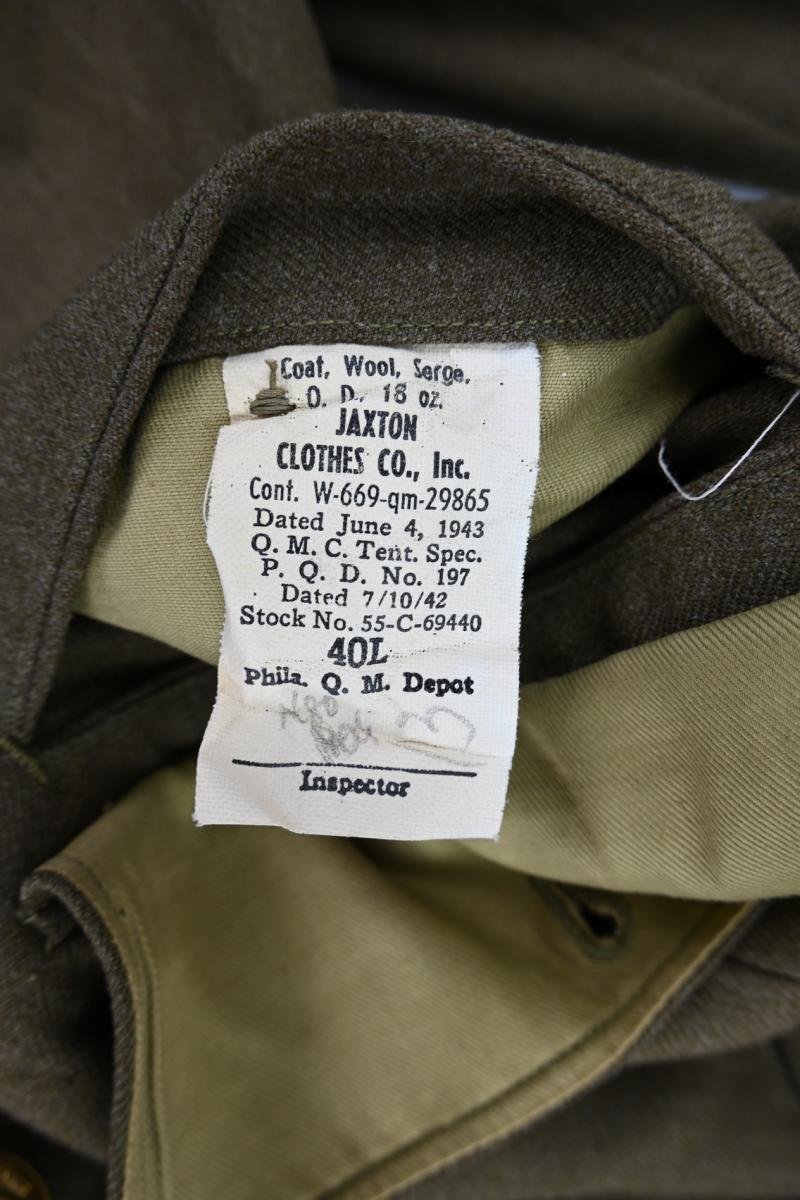 Coat, Wool, Serge,
O. D. 18 oz.
JAXTON
CLOTHES CO., Inc.
Cont. W-669-qm-29865
Dated June 4, 1943
Q. M. C. Tent. Spec.
P. Q. D. No. 197
Dated 7/10/42
Stock No. 55-C-69440
40L
Phila. Q. M. Depot
Inspector